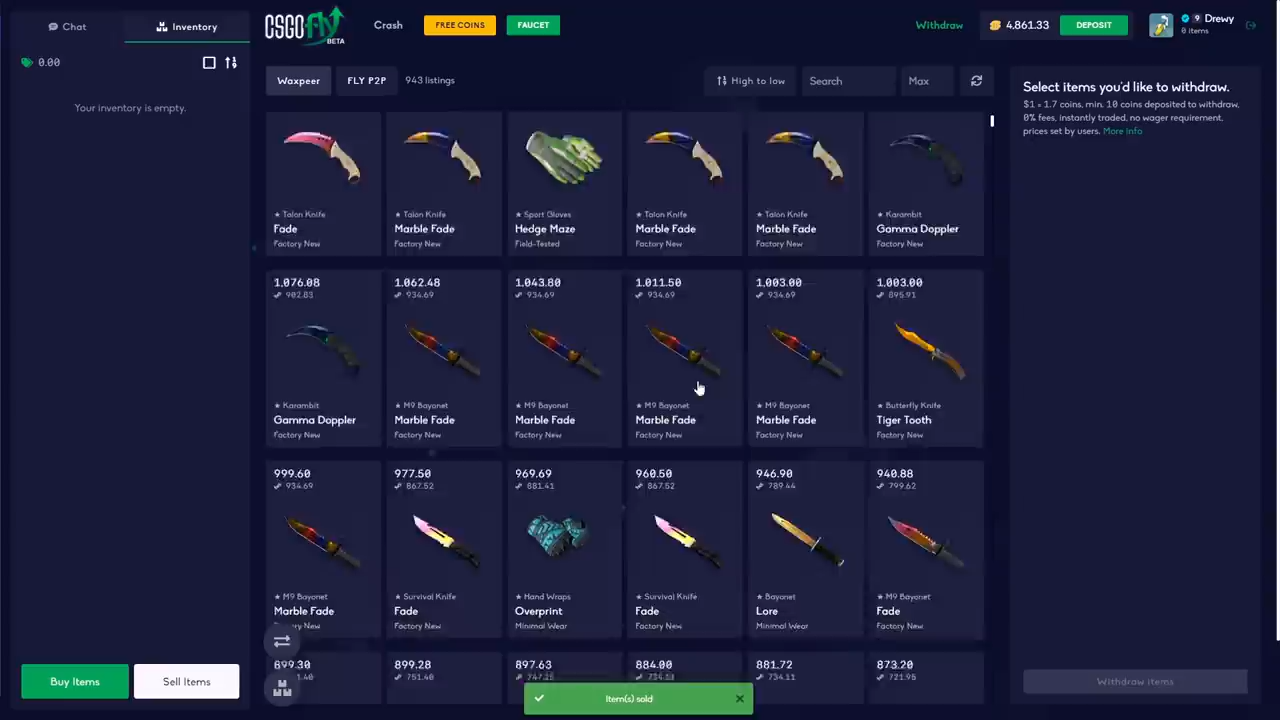 Chat
Inventory
CSGOfly
BETA
Crash
FREE COINS
FAUCET
Withdraw
4,861.33
DEPOSIT
9 Drewy
0 items
0.00
Your inventory is empty.
Waxpeer
FLY P2P
943 listings
High to low
Search
Max
Select items you'd like to withdraw.
$1 = 1.7 coins, min. 10 coins deposited to withdraw,
0% fees, instantly traded, no wager requirement,
prices set by users. More Info
★ Talon Knife
Fade
Factory New
★ Talon Knife
Marble Fade
Factory New
★ Sport Gloves
Hedge Maze
Field-Tested
★ Talon Knife
Marble Fade
Factory New
★ Talon Knife
Marble Fade
Factory New
★ Karambit
Gamma Doppler
Factory New
1,076.08
902.83
★ Karambit
Gamma Doppler
Factory New
1,062.48
934.69
★ M9 Bayonet
Marble Fade
Factory New
1,043.80
934.69
★ M9 Bayonet
Marble Fade
Factory New
1,011.50
934.69
★ M9 Bayonet
Marble Fade
Factory New
1,003.00
934.69
★ M9 Bayonet
Marble Fade
Factory New
1,003.00
895.91
★ Butterfly Knife
Tiger Tooth
Factory New
999.60
934.69
★ M9 Bayonet
Marble Fade
Factory New
977.50
867.52
★ Survival Knife
Fade
Factory New
969.69
881.41
★ Hand Wraps
Overprint
Minimal Wear
960.50
867.52
★ Survival Knife
Fade
Factory New
946.90
789.44
★ Bayonet
Lore
Minimal Wear
940.88
799.62
★ M9 Bayonet
Fade
Factory New
899.30
899.28
751.40
897.63
884.00
881.72
734.11
873.20
721.95
Buy Items
Sell Items
Item(s) sold
Withdraw items